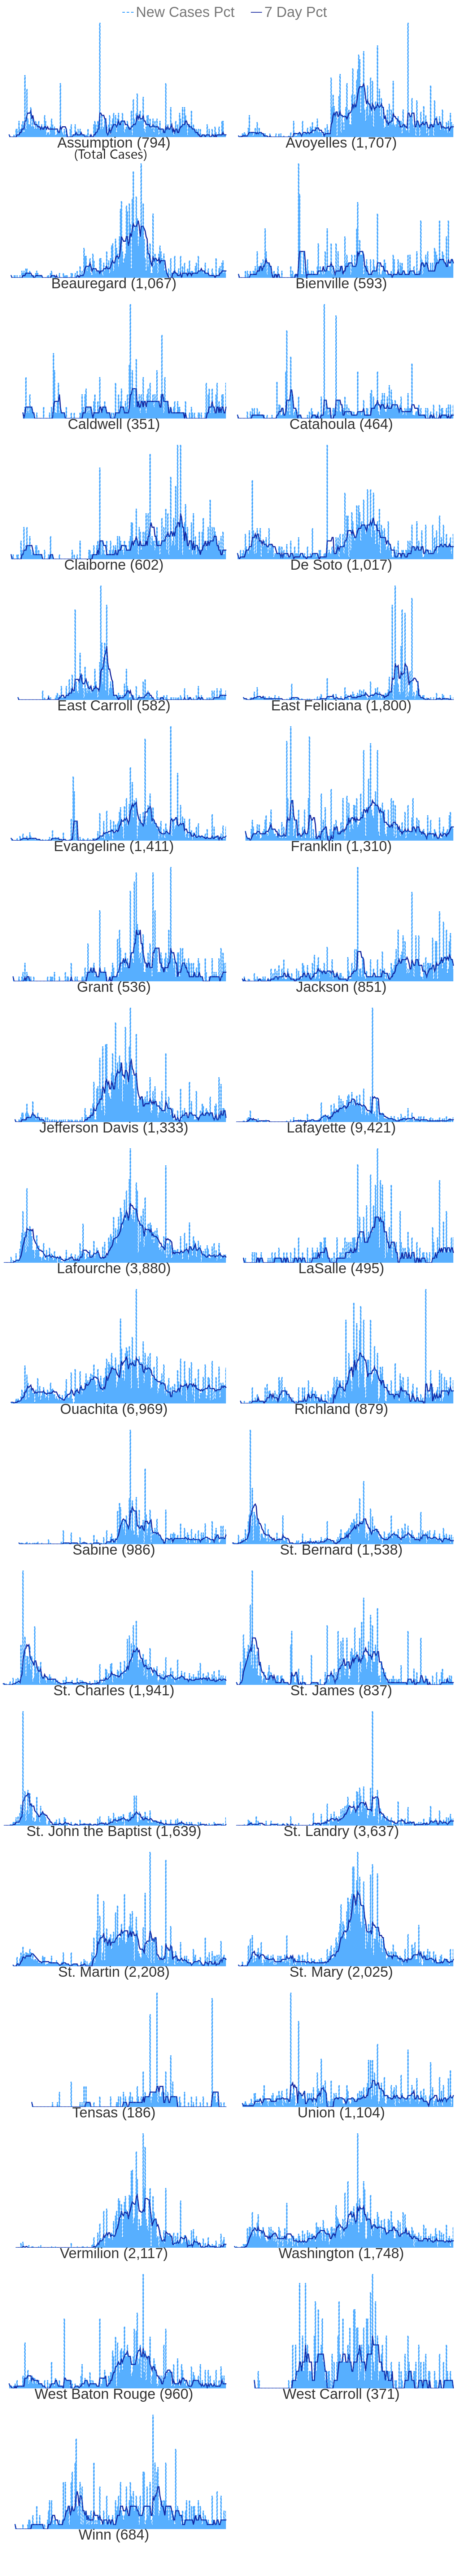 New Cases Pct 7 Day Pct
Assumption (794) Avoyelles (1,707)
(Total Cases)
Beauregard (1,067) Bienville (593)
Caldwell (351) Catahoula (464)
Claiborne (602) De Soto (1,017)
East Carroll (582) East Feliciana (1,800)
Evangeline (1,411) Franklin (1,310)
Grant (536) Jackson (851)
Jefferson Davis (1,333) Lafayette (9,421)
Lafourche (3,880) LaSalle (495)
Ouachita (6,969) Richland (879)
Sabine (986) St. Bernard (1,538)
St. Charles (1,941) St. James (837)
St. John the Baptist (1,639) St. Landry (3,637)
St. Martin (2,208) St. Mary (2,025)
Tensas (186) Union (1,104)
Vermilion (2,117) Washington (1,748)
West Baton Rouge (960) West Carroll (371)
Winn (684)